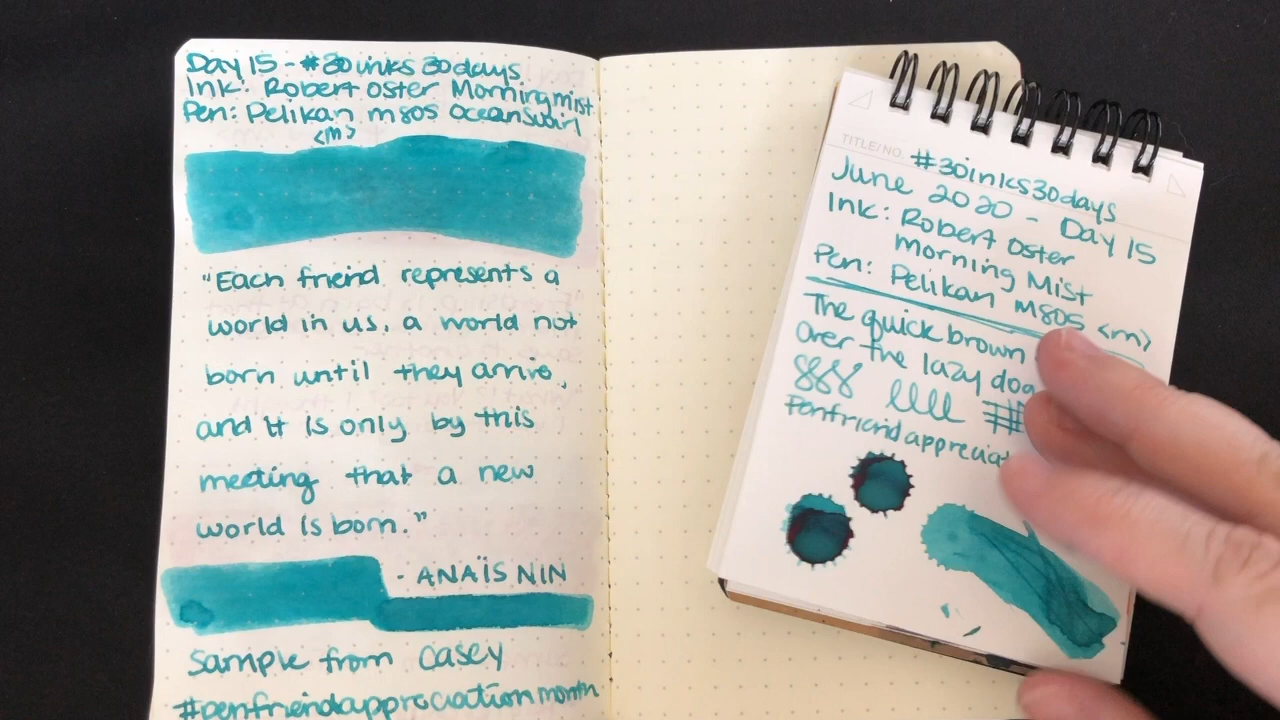 Day 15 - #30inks30days
Ink: Robert Oster Morning mist
Pen: Pelikan m805 Ocean Swirl
<m>
"Each friend represents a
world in us, a world not
born until they arrive,
and it is only by this
meeting that a new
world is born."
- ANAÏS NIN
Sample from Casey
#penfriendappreciationmonth
TITLE/NO.
#30inks30days
June 2020 - Day 15
Ink: Robert Oster
Morning Mist
Pen: Pelikan m805 <m>
The quick brown
over the lazy dog
888 llll #
Penfriend appreciat